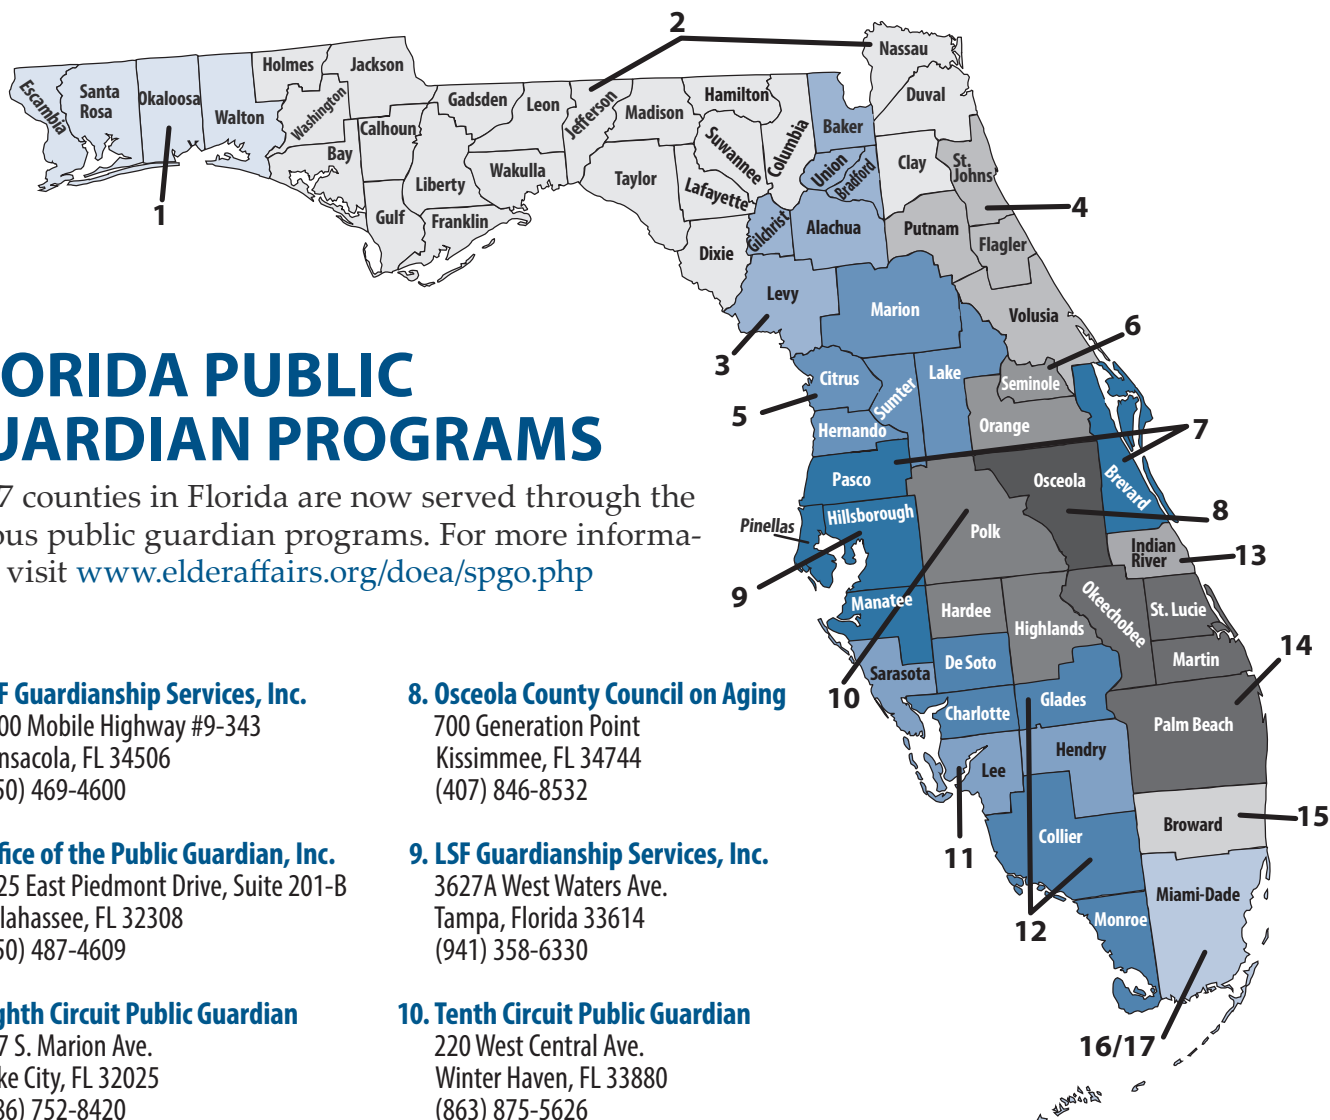 2
Nassau
Holmes
Jackson
Escambia
Santa
Rosa
Okaloosa
Walton
Washington
Gadsden
Leon
Jefferson
Madison
Hamilton
Duval
Calhoun
Suwannee
Columbia
Baker
Bay
Liberty
Wakulla
Taylor
Lafayette
Union
Bradford
Clay
St.
Johns
1
Gulf
Franklin
Dixie
Gilchrist
Alachua
Putnam
4
Flagler
Levy
Marion
Volusia
3
6
Citrus
Sumter
Lake
Seminole
5
Hernando
Orange
7
Pasco
Osceola
Brevard
8
Pinellas
Hillsborough
Polk
Indian
River
13
9
Manatee
Hardee
Highlands
Okeechobee
St. Lucie
Sarasota
De Soto
Martin
14
10
Charlotte
Glades
Palm Beach
Lee
Hendry
11
Collier
Broward
15
12
Monroe
Miami-Dade
16/17
ORIDA PUBLIC
UARDIAN PROGRAMS
7 counties in Florida are now served through the
ous public guardian programs. For more informa-
visit www.elderaffairs.org/doea/spgo.php
F Guardianship Services, Inc.
00 Mobile Highway #9-343
nsacola, FL 34506
50) 469-4600
fice of the Public Guardian, Inc.
25 East Piedmont Drive, Suite 201-B
lahassee, FL 32308
50) 487-4609
ghth Circuit Public Guardian
7 S. Marion Ave.
ke City, FL 32025
86) 752-8420
8. Osceola County Council on Aging
700 Generation Point
Kissimmee, FL 34744
(407) 846-8532
9. LSF Guardianship Services, Inc.
3627A West Waters Ave.
Tampa, Florida 33614
(941) 358-6330
10. Tenth Circuit Public Guardian
220 West Central Ave.
Winter Haven, FL 33880
(863) 875-5626